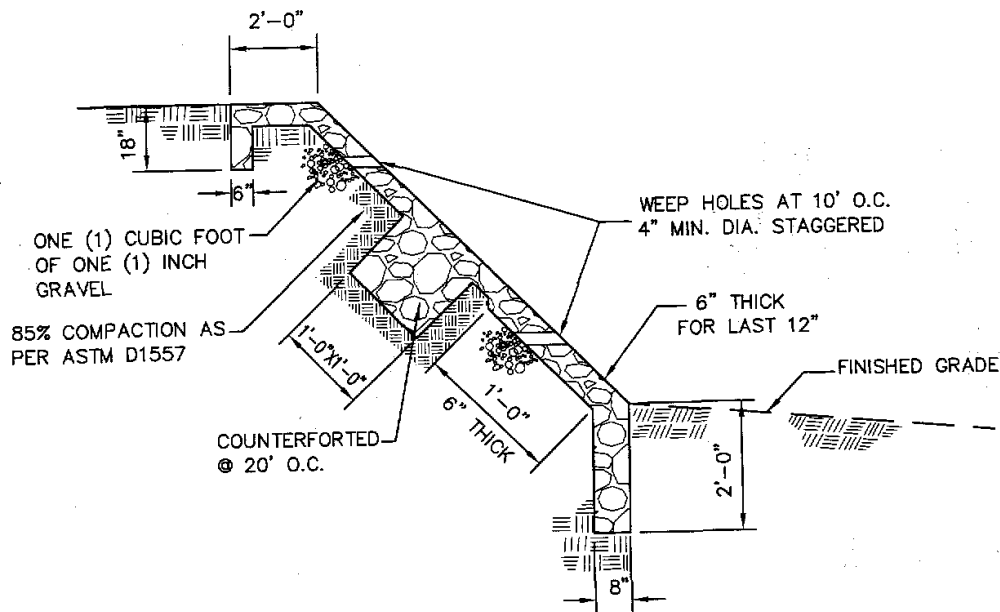 2'-0"
18"
6"
WEEP HOLES AT 10' O.C.
4" MIN. DIA. STAGGERED
ONE (1) CUBIC FOOT
OF ONE (1) INCH
GRAVEL
6" THICK
FOR LAST 12"
85% COMPACTION AS
PER ASTM D1557
1'-0"X1'-0"
FINISHED GRADE
1'-0"
6" THICK
COUNTERFORTED
@ 20' O.C.
2'-0"
8"